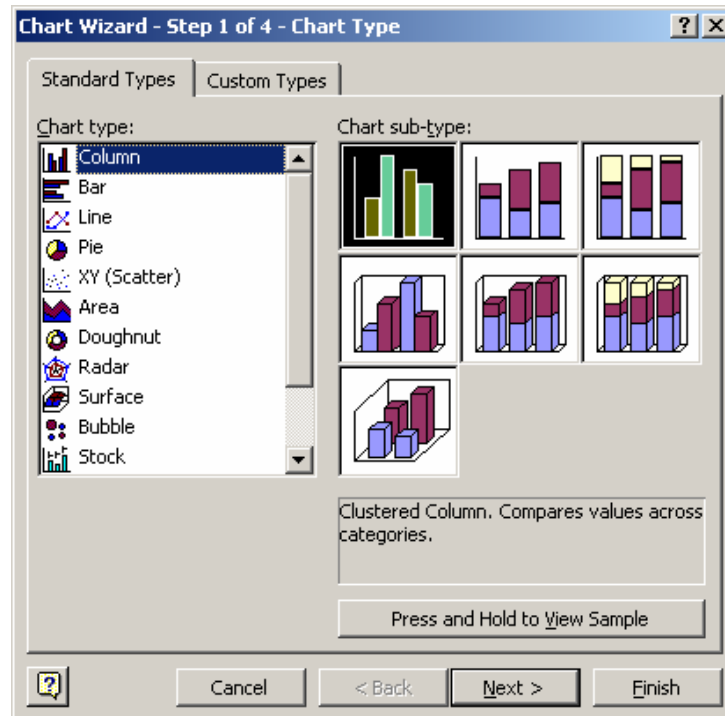 Chart Wizard - Step 1 of 4 - Chart Type
Standard Types
Custom Types
Chart type:
Column
Bar
Line
Pie
XY (Scatter)
Area
Doughnut
Radar
Surface
Bubble
Stock
Chart sub-type:
Clustered Column. Compares values across
categories.
Press and Hold to View Sample
Cancel
< Back
Next >
Finish